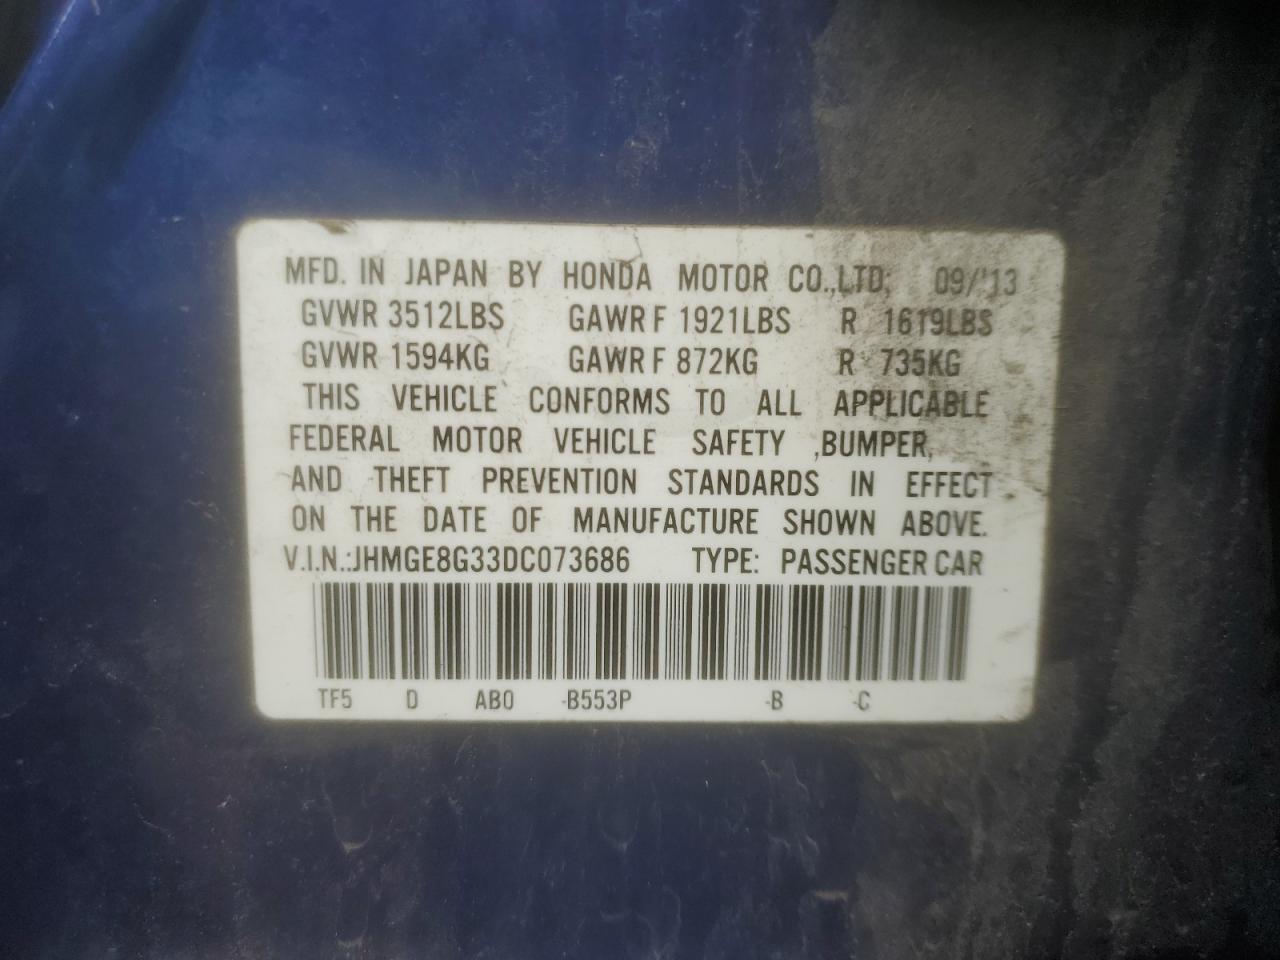 MFD. IN JAPAN BY HONDA MOTOR CO.,LTD. 09/'13
GVWR 3512LBS GAWR F 1921LBS R 1619LBS
GVWR 1594KG GAWR F 872KG R 735KG
THIS VEHICLE CONFORMS TO ALL APPLICABLE
FEDERAL MOTOR VEHICLE SAFETY ,BUMPER,
AND THEFT PREVENTION STANDARDS IN EFFECT
ON THE DATE OF MANUFACTURE SHOWN ABOVE.
V.I.N.:JHMGE8G33DC073686 TYPE: PASSENGER CAR
TF5 D AB0 -B553P -B -C